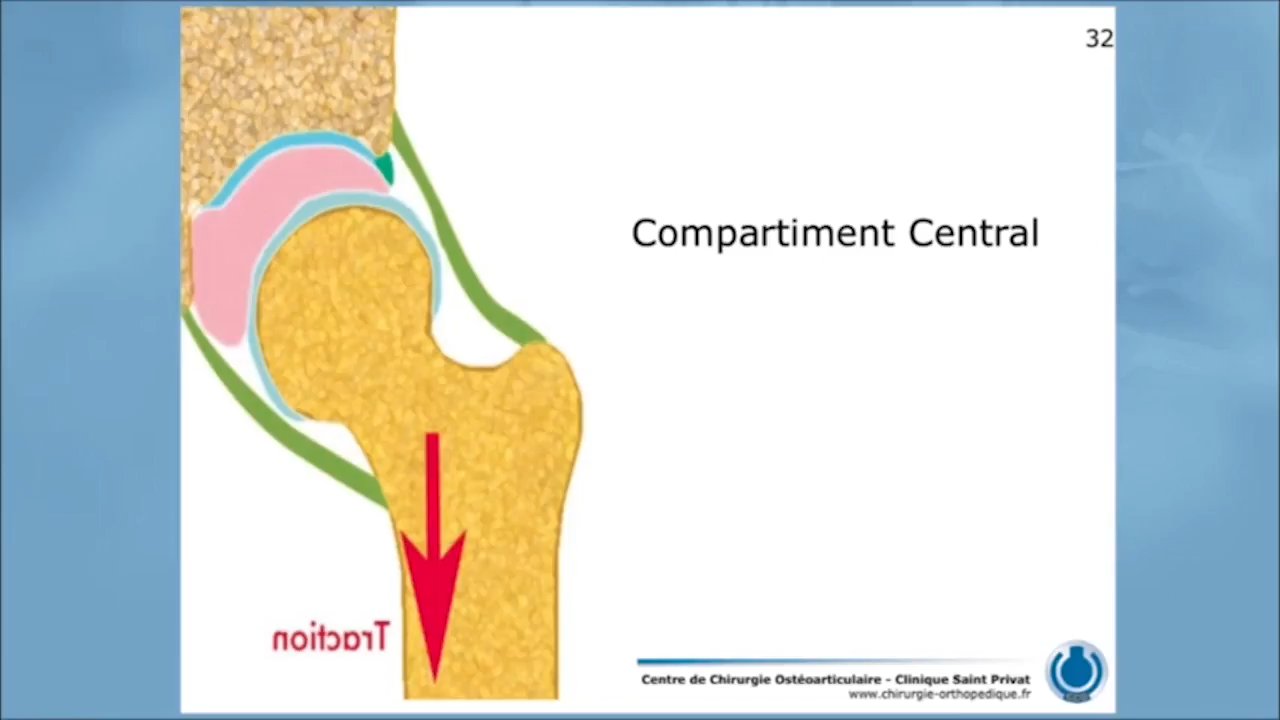 32
Compartiment Central
Traction
Centre de Chirurgie Ostéoarticulaire - Clinique Saint Privat
www.chirurgie-orthopedique.fr